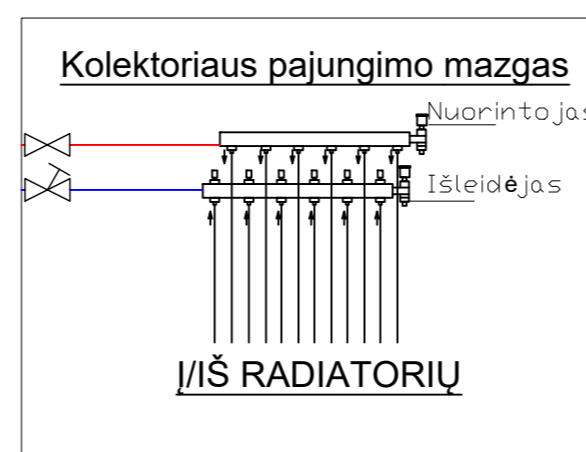 Kolektoriaus pajungimo mazgas
Nuorintojas
Išleidėjas
Į/IŠ RADIATORIŲ